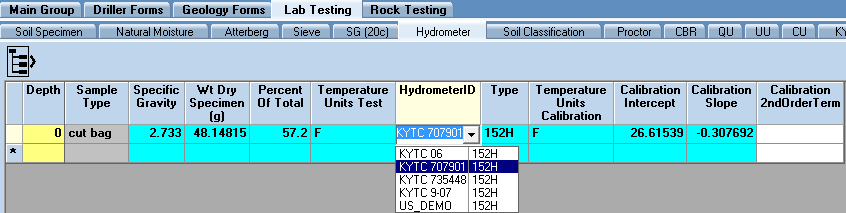 Main Group Driller Forms Geology Forms Lab Testing Rock Testing
Soil Specimen Natural Moisture Atterberg Sieve SG (20c) Hydrometer Soil Classification Proctor CBR QU UU CU KY
Depth Sample Type Specific Gravity Wt Dry Specimen (g) Percent Of Total Temperature Units Test HydrometerID Type Temperature Units Calibration Calibration Intercept Calibration Slope Calibration 2ndOrderTerm
0 cut bag 2.733 48.14815 57.2 F KYTC 707901 152H F 26.61539 -0.307692
*
KYTC 06 152H
KYTC 707901 152H
KYTC 735448 152H
KYTC 9-07 152H
US_DEMO 152H